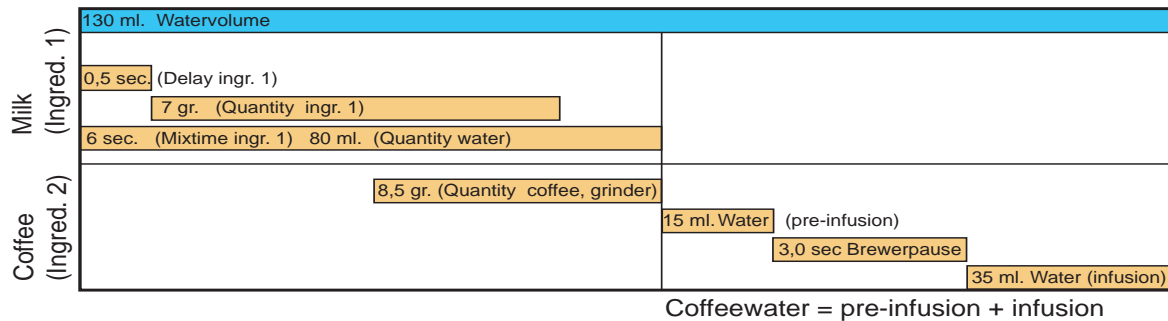 130 ml. Watervolume
Milk
(Ingred. 1)
0,5 sec. (Delay ingr. 1)
7 gr. (Quantity ingr. 1)
6 sec. (Mixtime ingr. 1) 80 ml. (Quantity water)
Coffee
(Ingred. 2)
8,5 gr. (Quantity coffee, grinder)
15 ml. Water (pre-infusion)
3,0 sec Brewerpause
35 ml. Water (infusion)
Coffeewater = pre-infusion + infusion